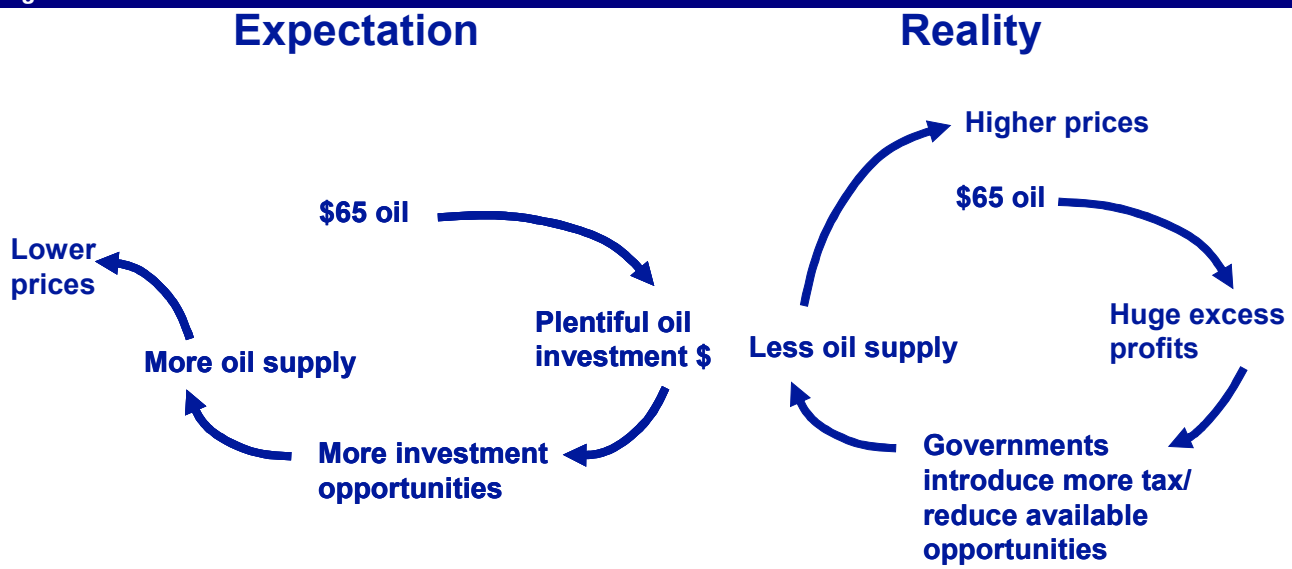 Expectation
$65 oil
Lower
prices
Plentiful oil
investment $
More oil supply
More investment
opportunities
Reality
Higher prices
$65 oil
Huge excess
profits
Less oil supply
Governments
introduce more tax/
reduce available
opportunities